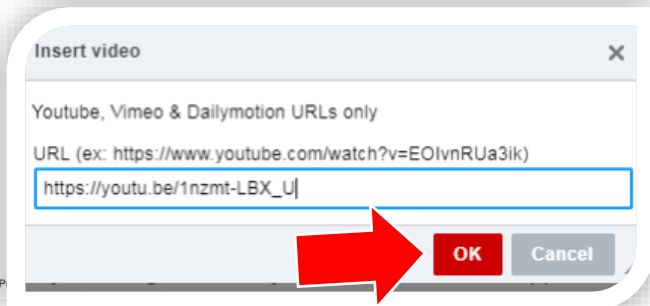 Insert video
Youtube, Vimeo & Dailymotion URLs only
URL (ex: https://www.youtube.com/watch?v=EOIvnRUa3ik)
https://youtu.be/1nzmt-LBX_U
OK Cancel